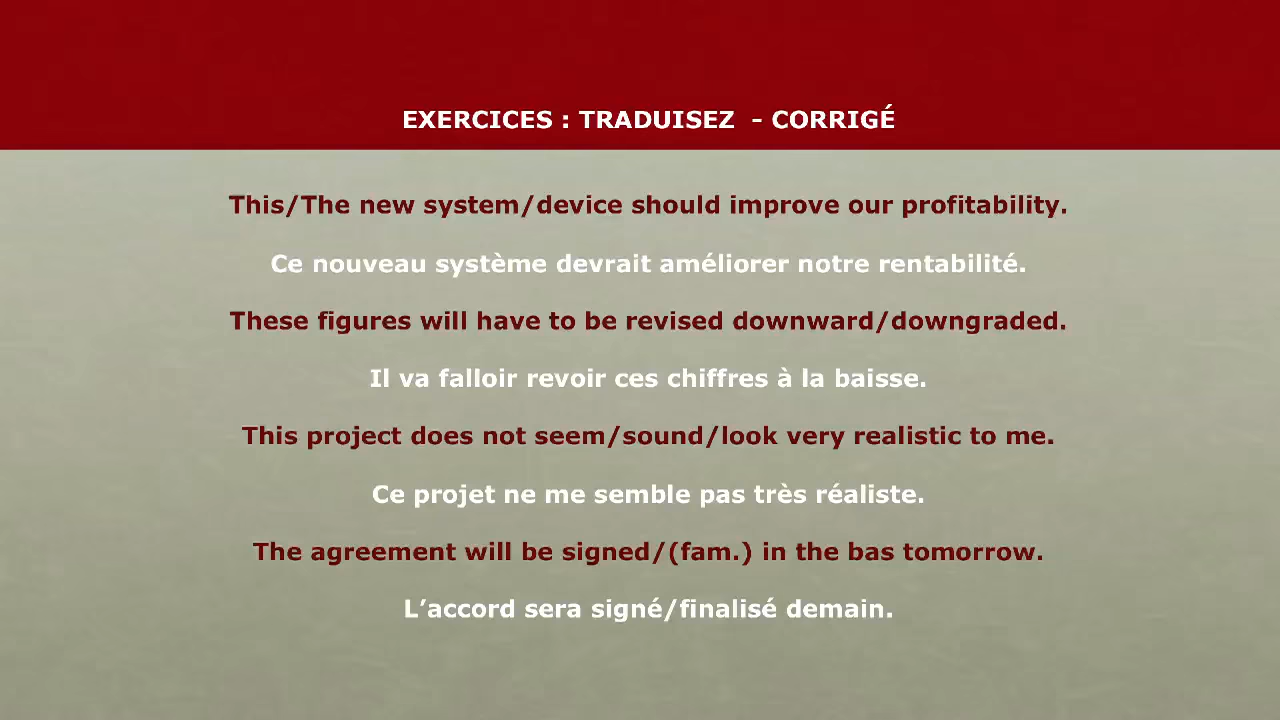 EXERCICES : TRADUISEZ - CORRIGÉ
This/The new system/device should improve our profitability.
Ce nouveau système devrait améliorer notre rentabilité.
These figures will have to be revised downward/downgraded.
Il va falloir revoir ces chiffres à la baisse.
This project does not seem/sound/look very realistic to me.
Ce projet ne me semble pas très réaliste.
The agreement will be signed/(fam.) in the bas tomorrow.
L’accord sera signé/finalisé demain.